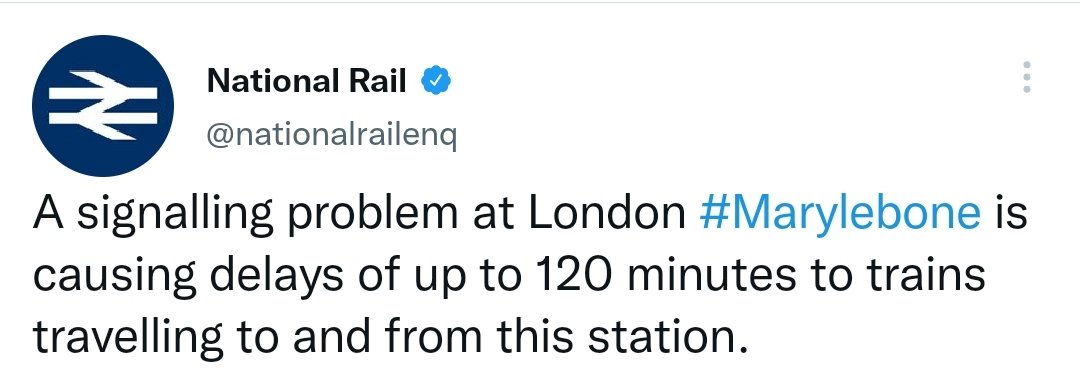 National Rail
@nationalrailenq
A signalling problem at London #Marylebone is
causing delays of up to 120 minutes to trains
travelling to and from this station.